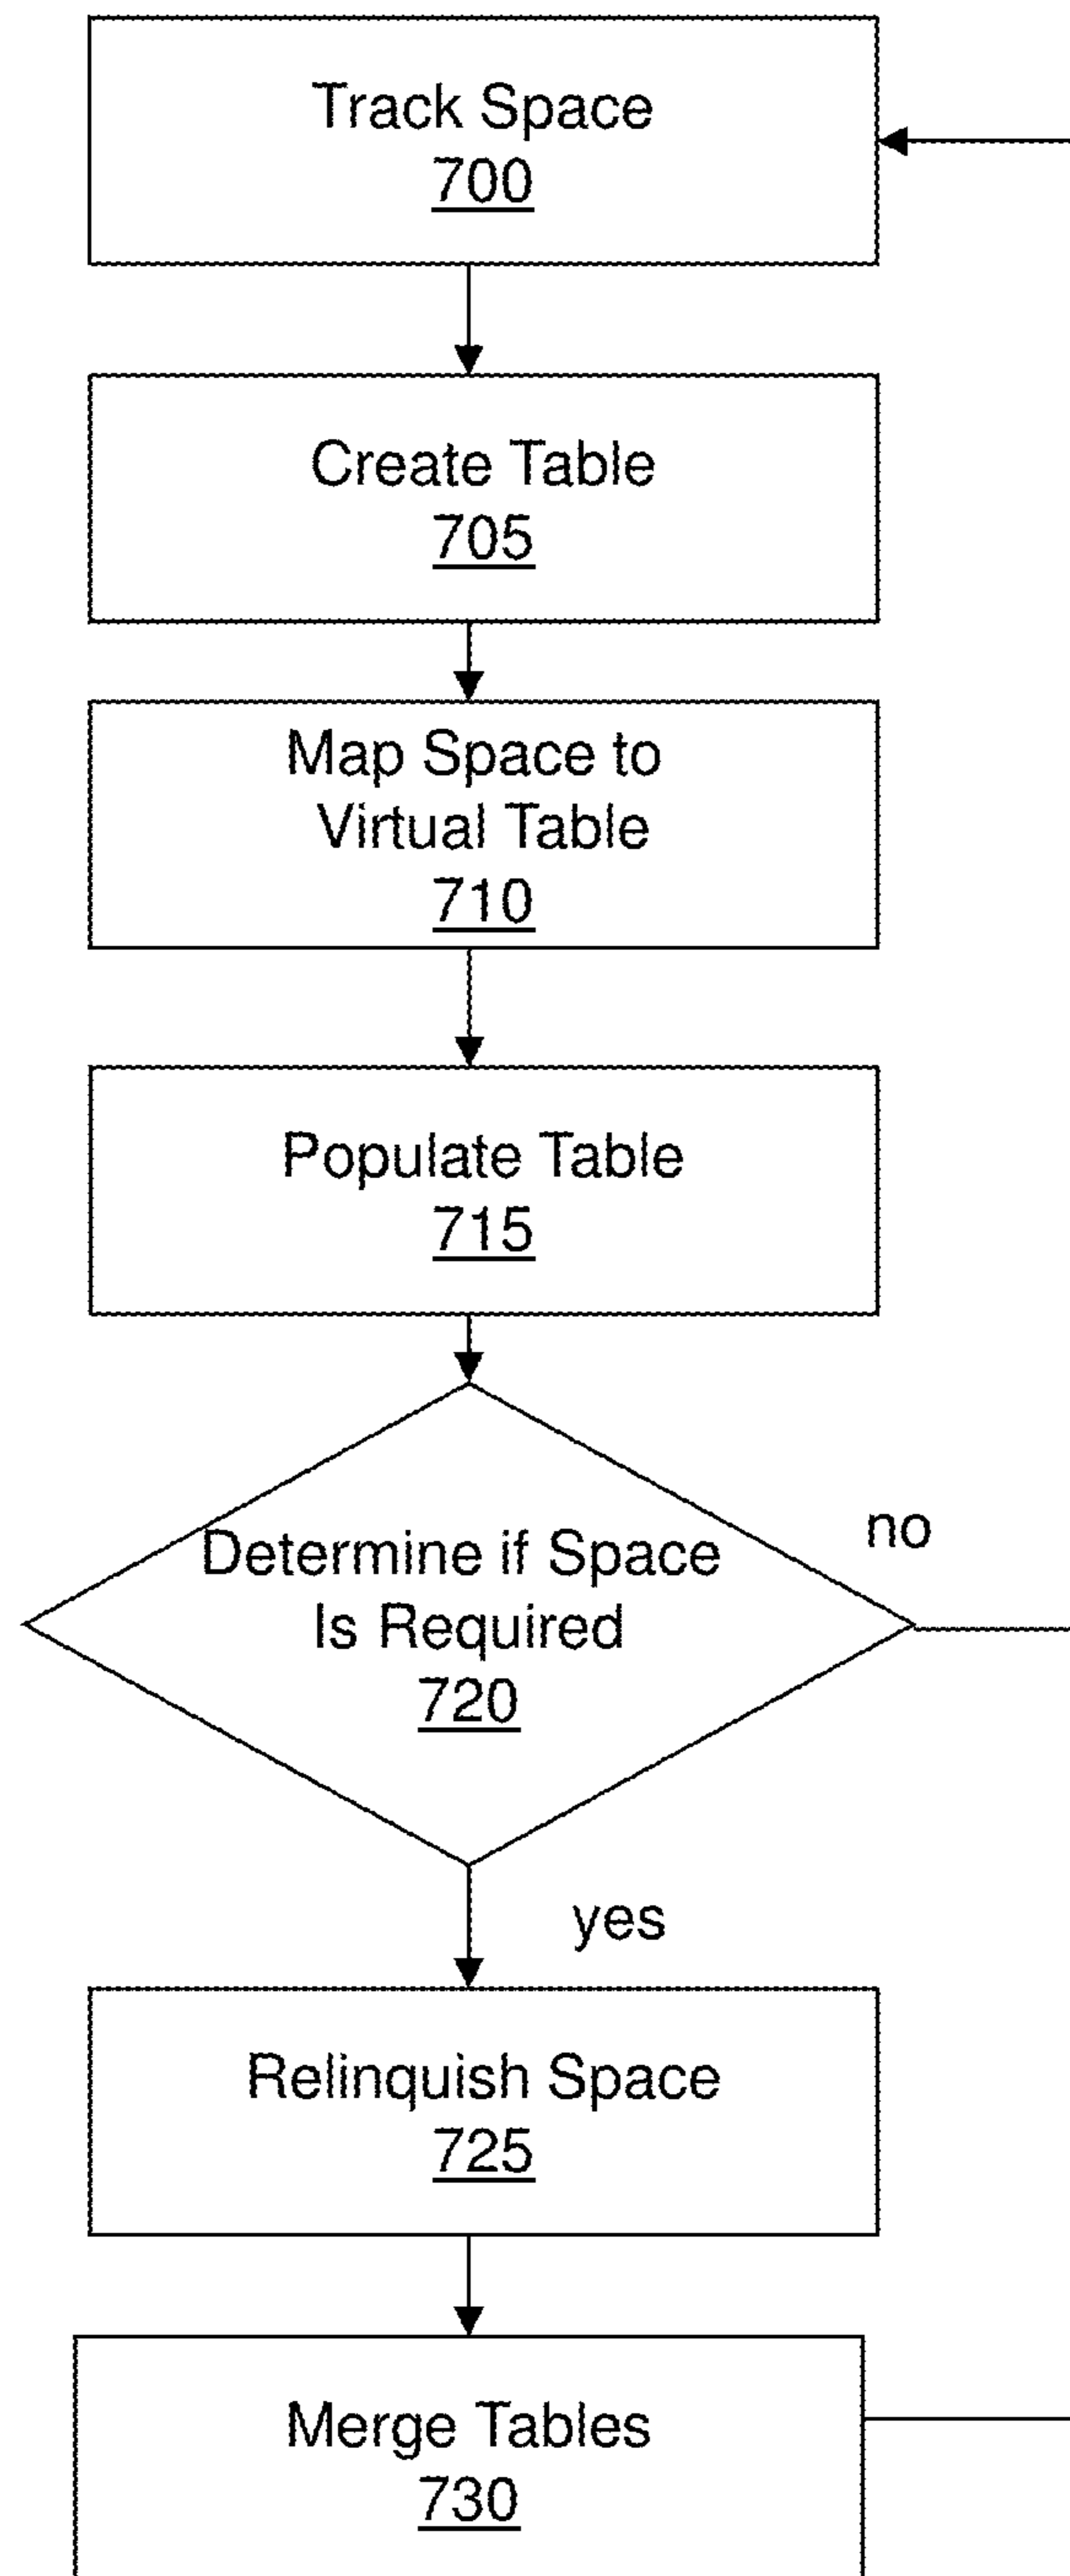 Track Space
700
Create Table
705
Map Space to
Virtual Table
710
Populate Table
715
Determine if Space
Is Required
720
no
yes
Relinquish Space
725
Merge Tables
730